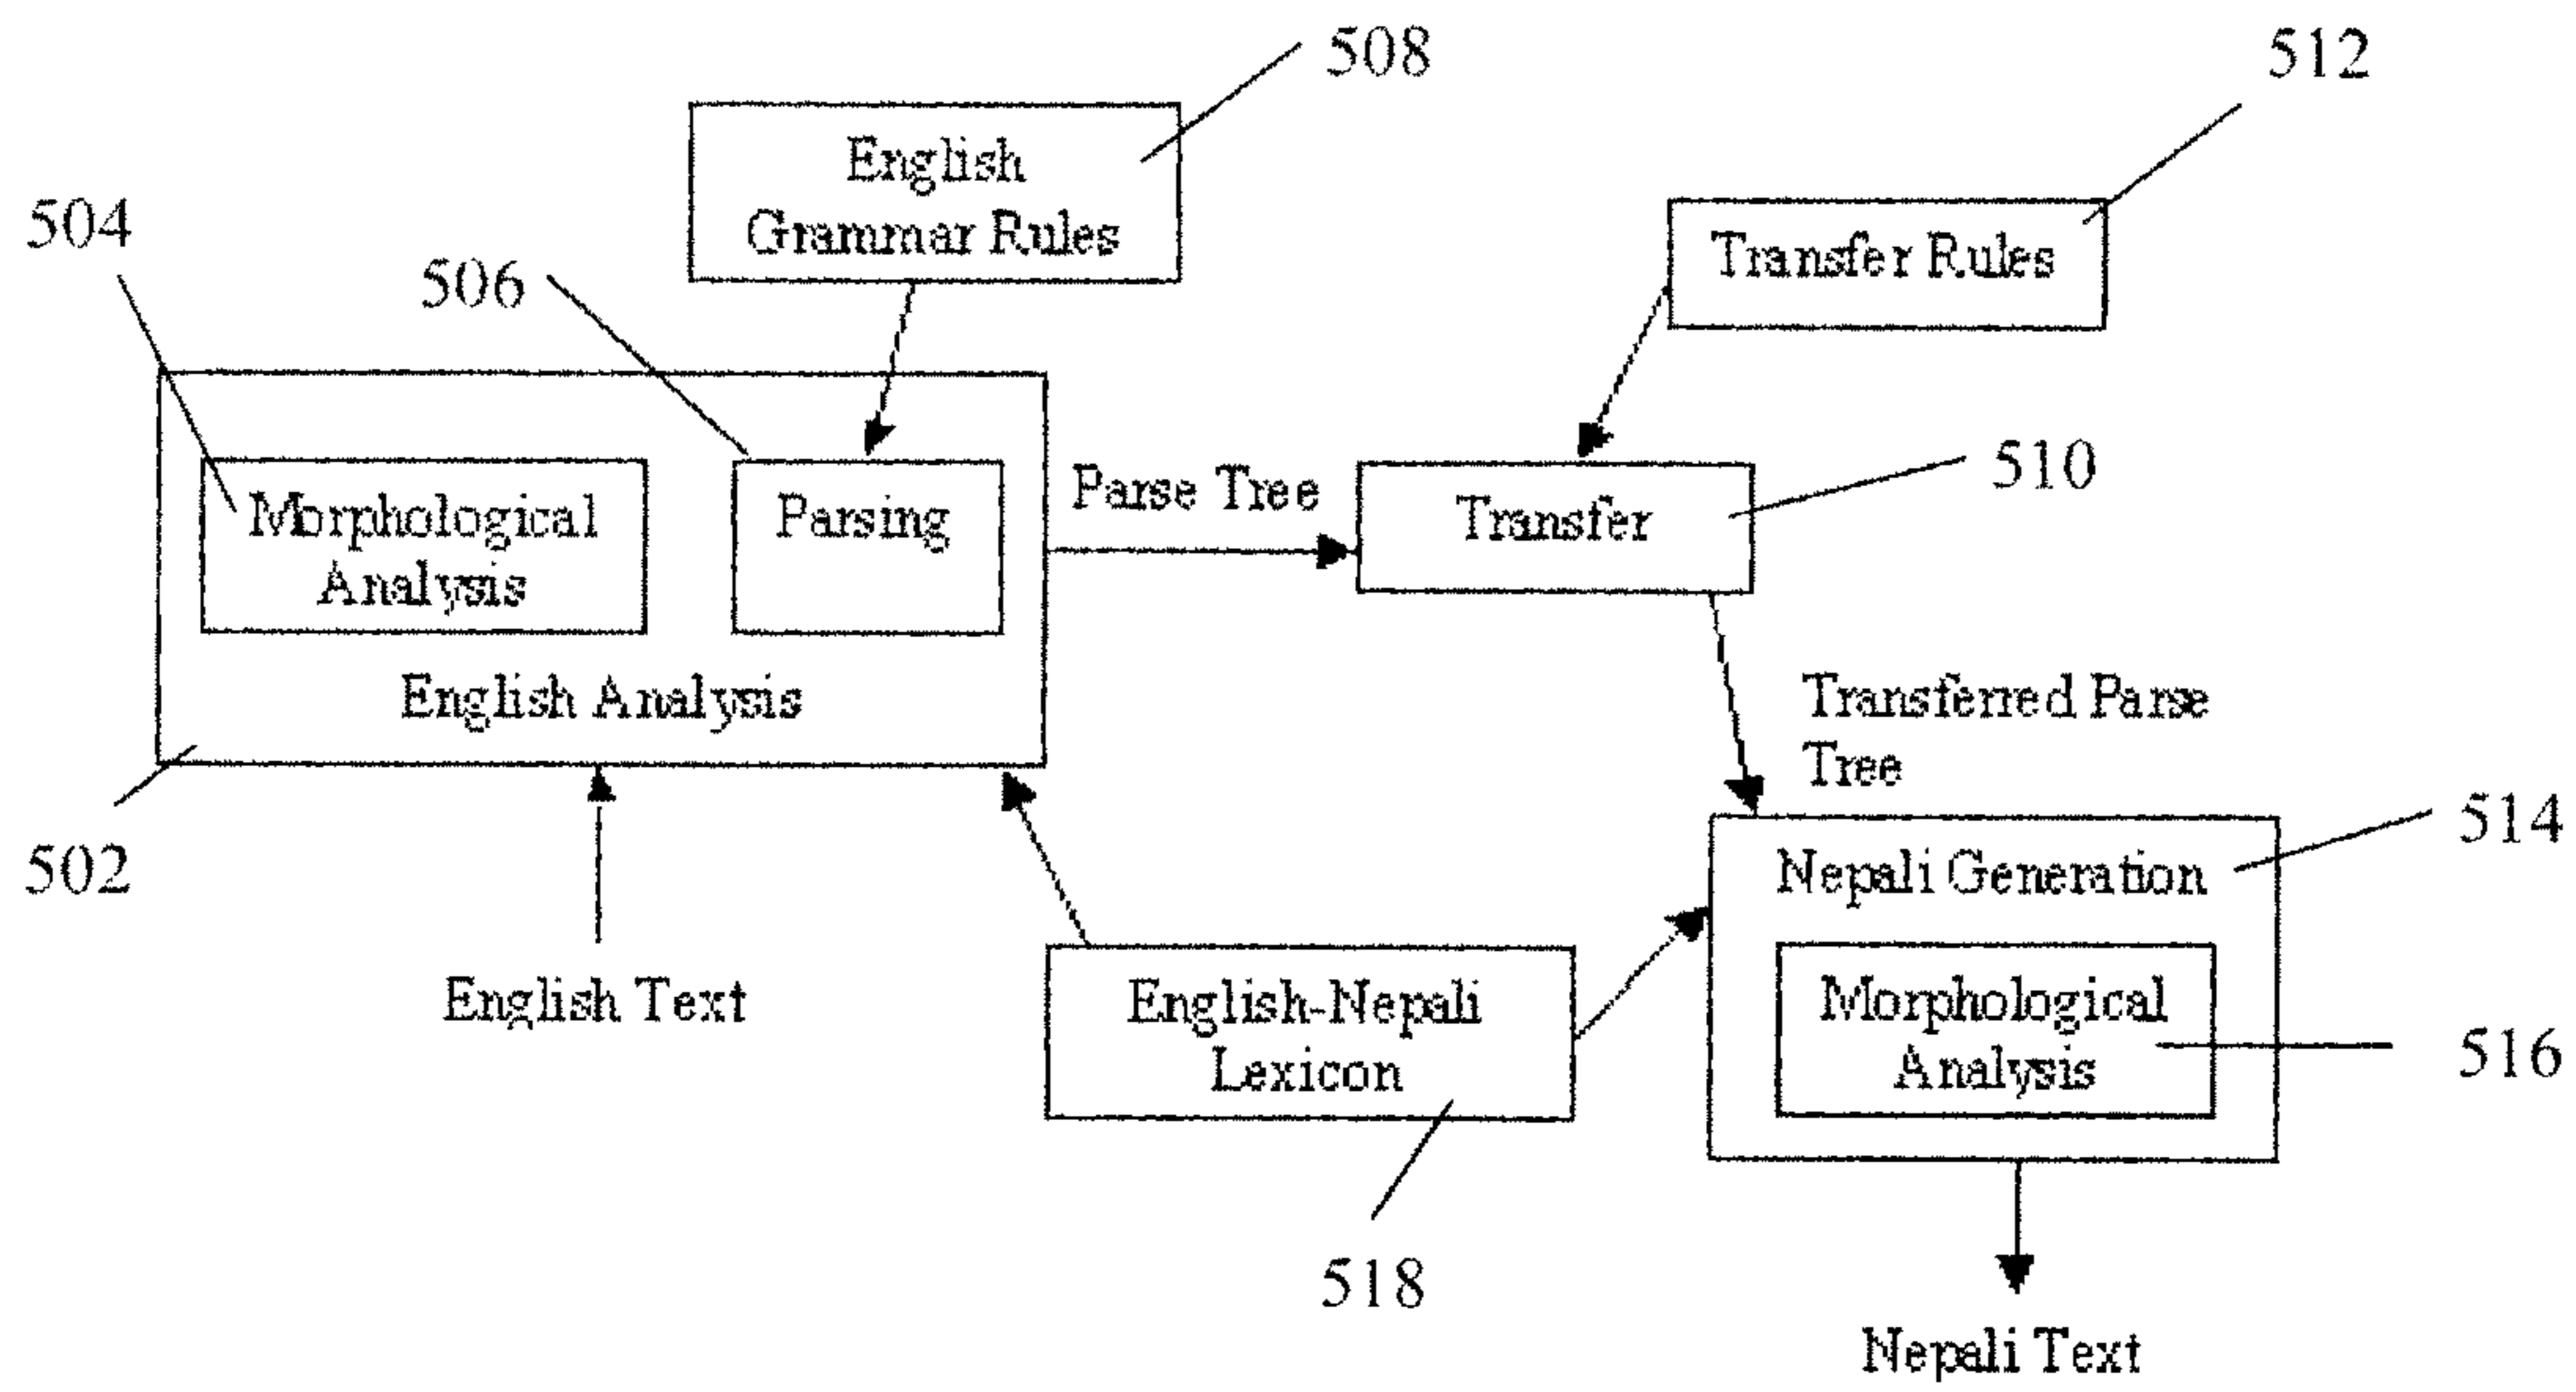 508
512
English
Grammar Rules
504
Transfer Rules
506
510
Parse Tree
Morphological
Analysis
Parsing
Transfer
English Analysis
Transferred Parse
Tree
502
514
Nepali Generation
English Text
English-Nepali
Lexicon
Morphological
Analysis
516
518
Nepali Text